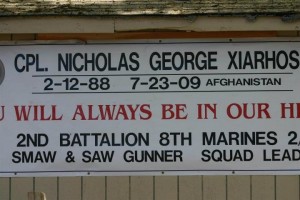 CPL. NICHOLAS GEORGE XIARHOS
2-12-88 7-23-09 AFGHANISTAN
U WILL ALWAYS BE IN OUR HE
2ND BATTALION 8TH MARINES 2/
SMAW & SAW GUNNER SQUAD LEAD